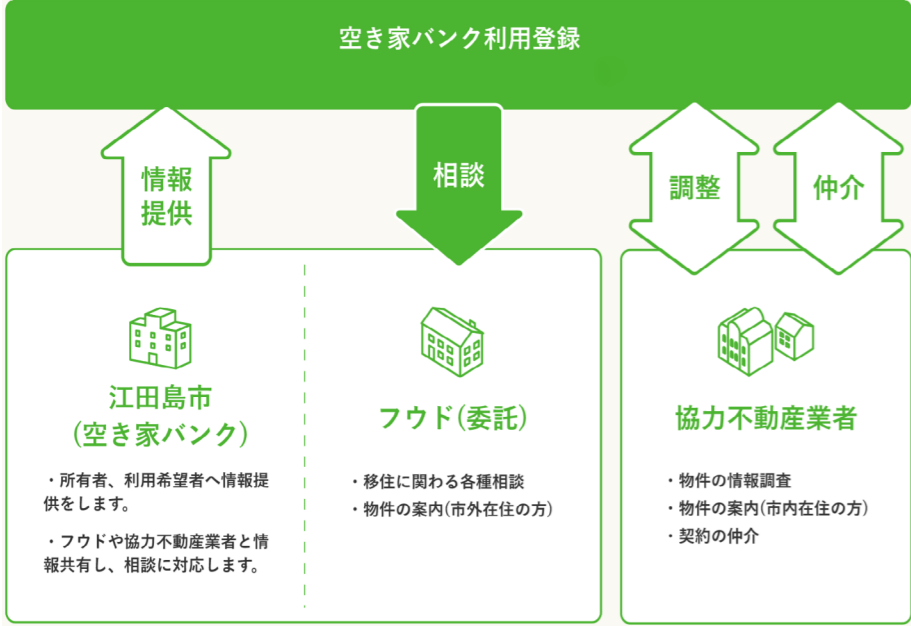 空き家バンク利用登録
情報
提供
相談
調整
仲介
江田島市
(空き家バンク)
・所有者、利用希望者へ情報提
供をします。
・フウドや協力不動産業者と情
報共有し、相談に対応します。
フウド(委託)
・移住に関わる各種相談
・物件の案内(市外在住の方)
協力不動産業者
・物件の情報調査
・物件の案内(市内在住の方)
・契約の仲介